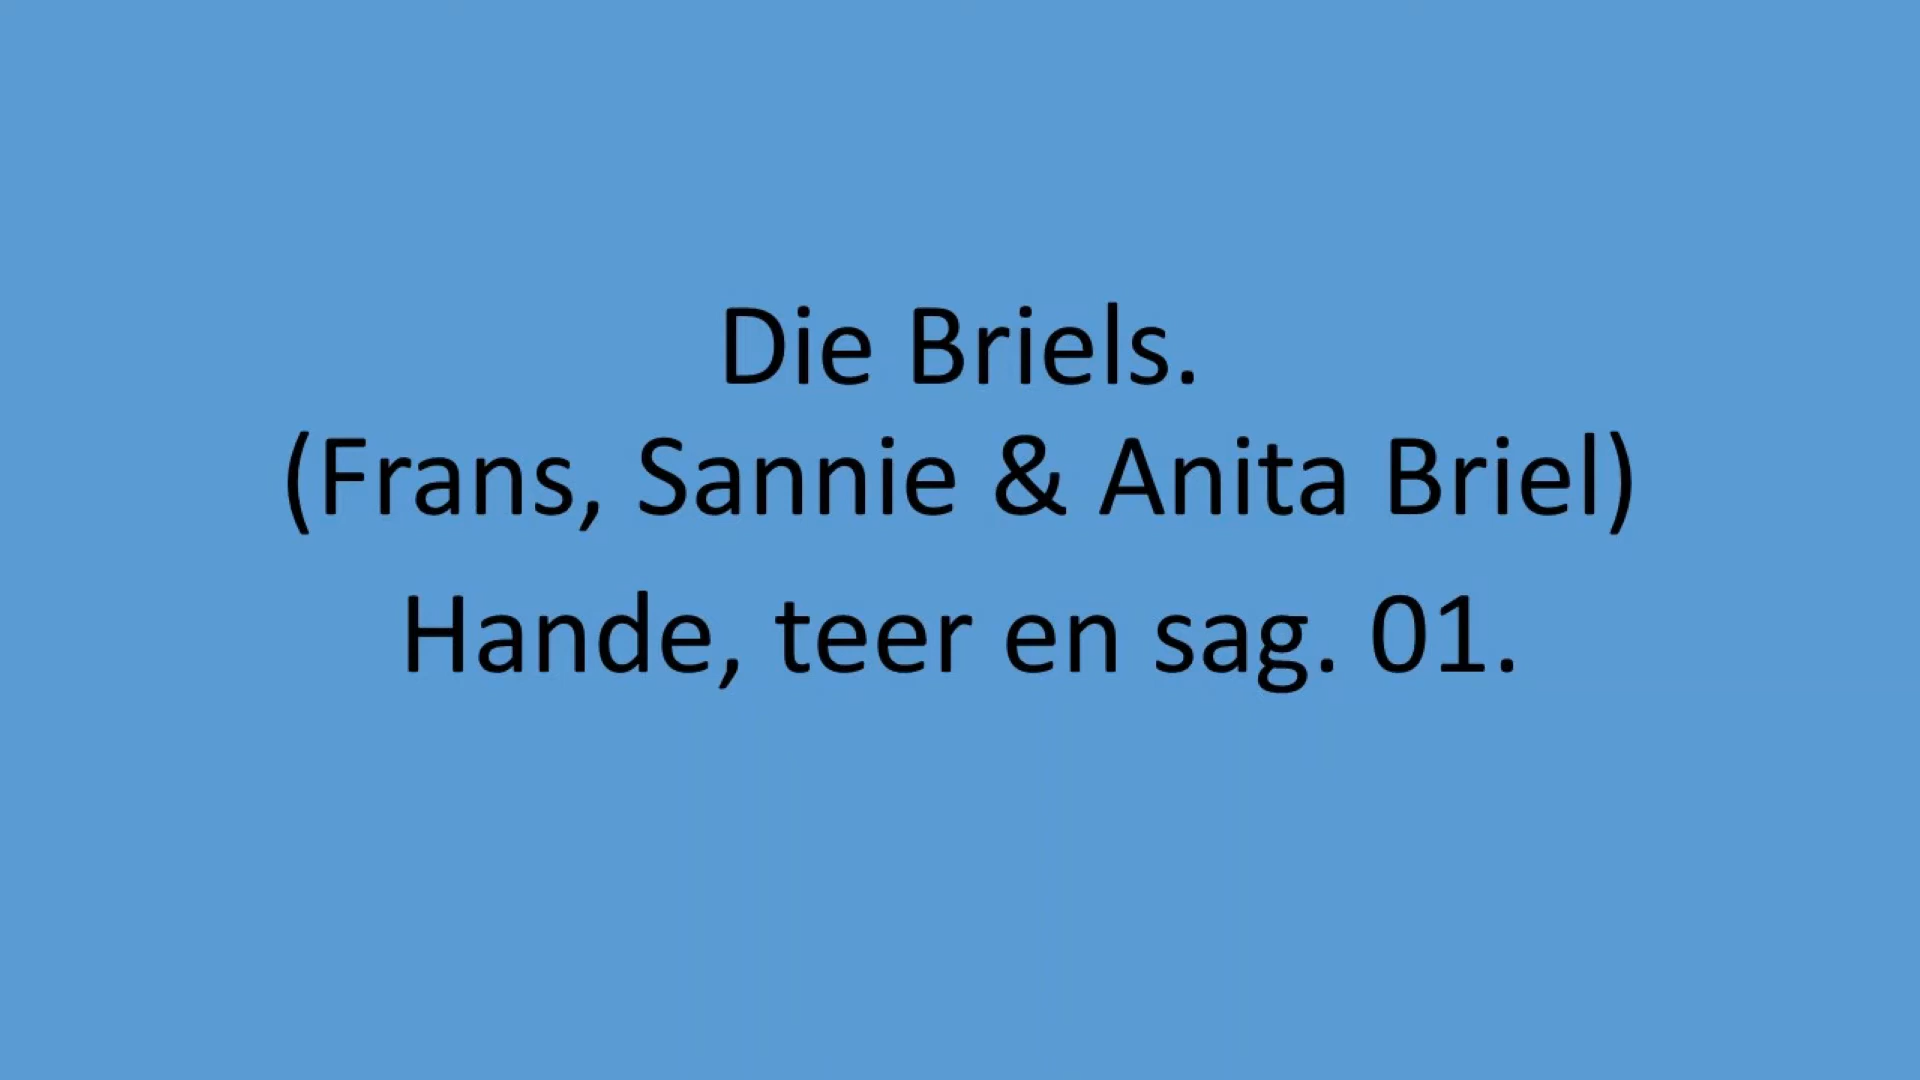 Die Briels.
(Frans, Sannie & Anita Briel)
Hande, teer en sag. 01.